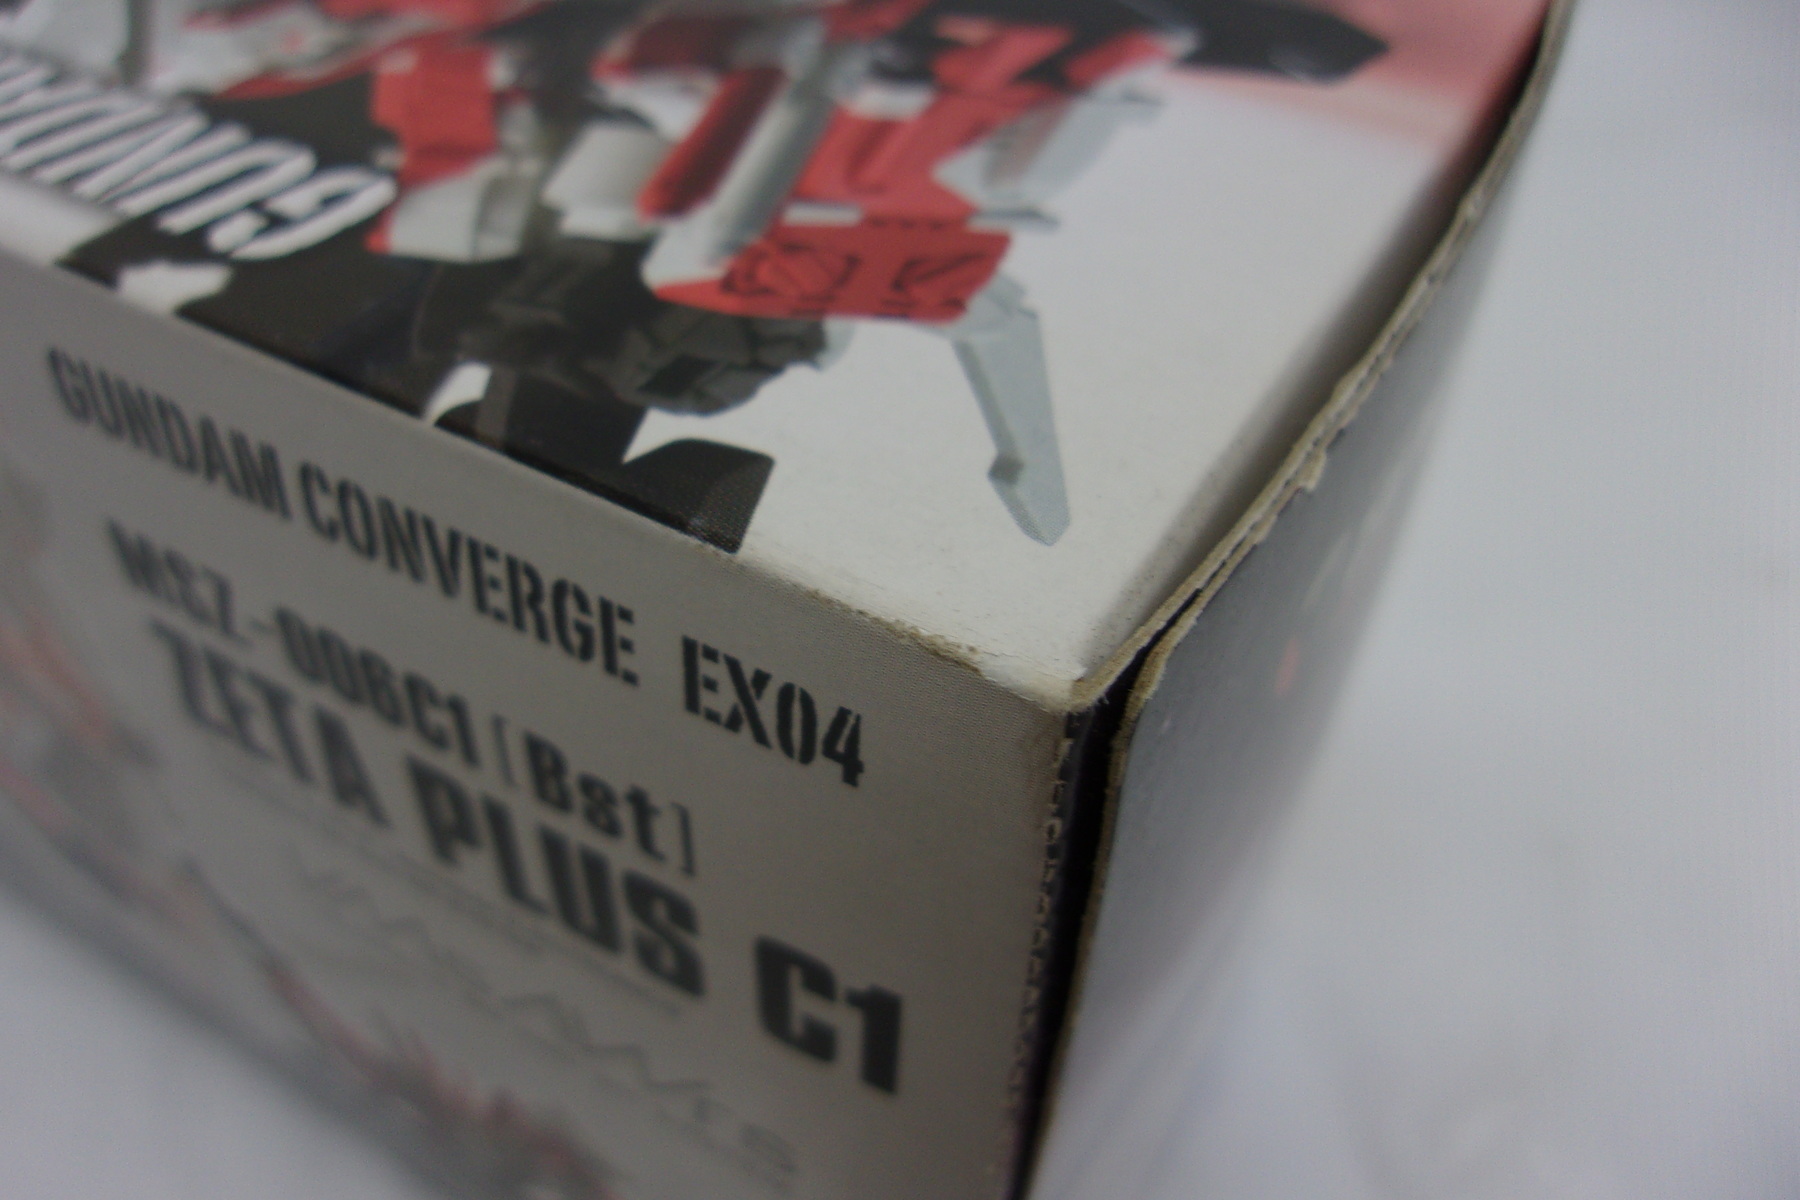 GUNDAM
GUNDAM CONVERGE EX04
MSZ-006C1[Bst]
ZETA PLUS C1